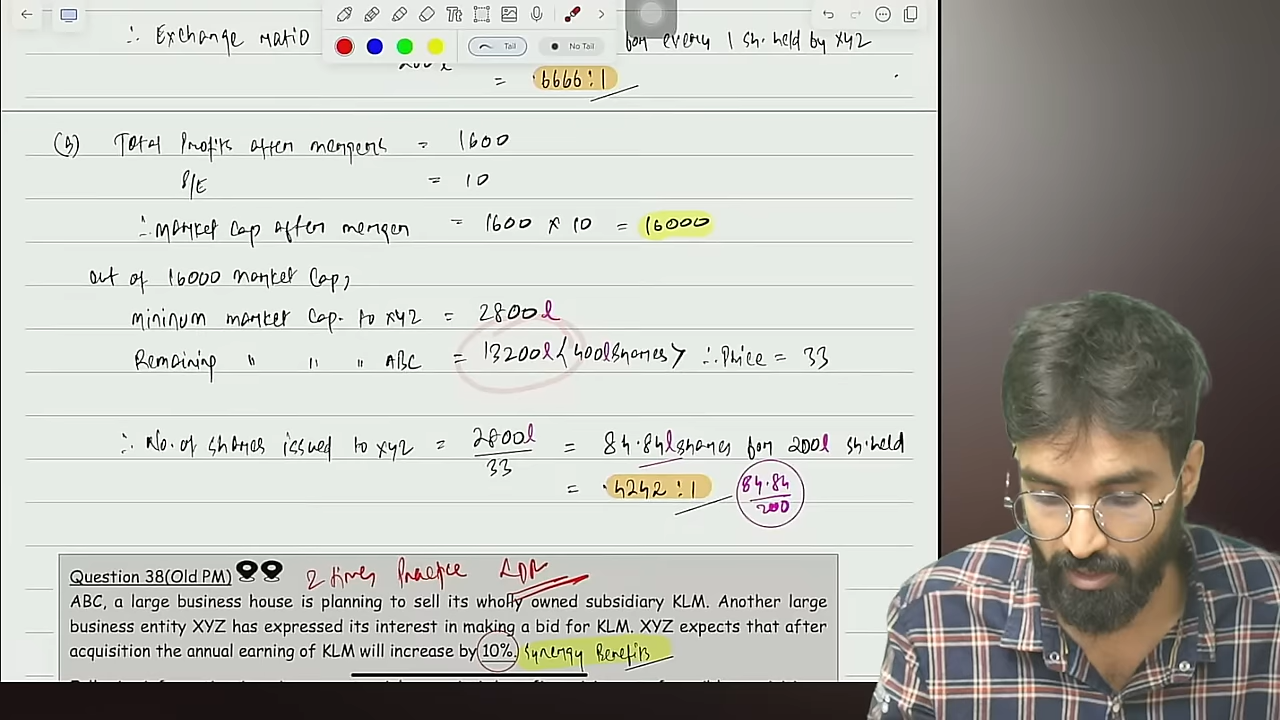 ∴ Exchange ratio for every 1 sh. held by xyz
Tail No Tail
= .6666:1
(b) Total Profits after mergers = 1600
P/E = 10
∴ market cap after merger = 1600 x 10 = 16000
out of 16000 market cap,
minimum market cap. to xyz = 2800l
Remaining " " " ABC = 13200l <400l shares> ∴ Price = 33
∴ No. of shares issued to xyz = 2800l/33 = 84.84l shares for 200l sh. held
= .4242:1 84.84/200
Question 38(Old PM) 2 times Practice
ABC, a large business house is planning to sell its wholly owned subsidiary KLM. Another large
business entity XYZ has expressed its interest in making a bid for KLM. XYZ expects that after
acquisition the annual earning of KLM will increase by 10%. Synergy Benefits